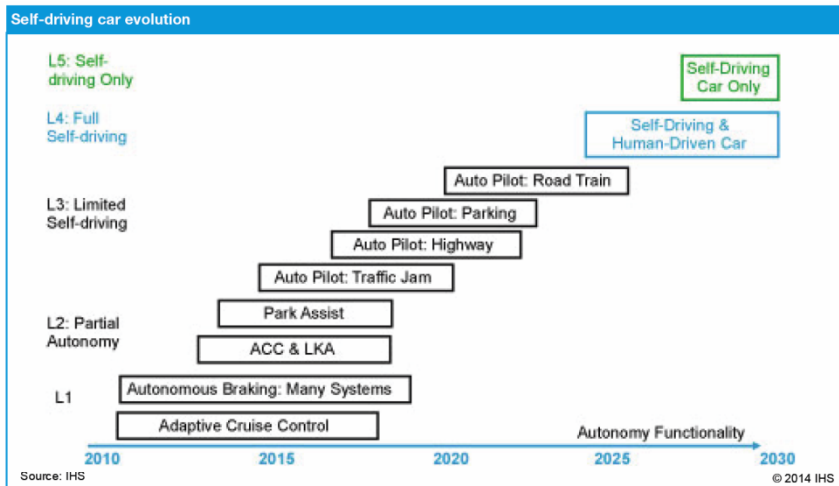 Self-driving car evolution
L5: Self-
driving Only
Self-Driving
Car Only
L4: Full
Self-driving
Self-Driving &
Human-Driven Car
Auto Pilot: Road Train
L3: Limited
Self-driving
Auto Pilot: Parking
Auto Pilot: Highway
Auto Pilot: Traffic Jam
L2: Partial
Autonomy
Park Assist
ACC & LKA
L1
Autonomous Braking: Many Systems
Adaptive Cruise Control
Autonomy Functionality
2010 2015 2020 2025 2030
Source: IHS
© 2014 IHS